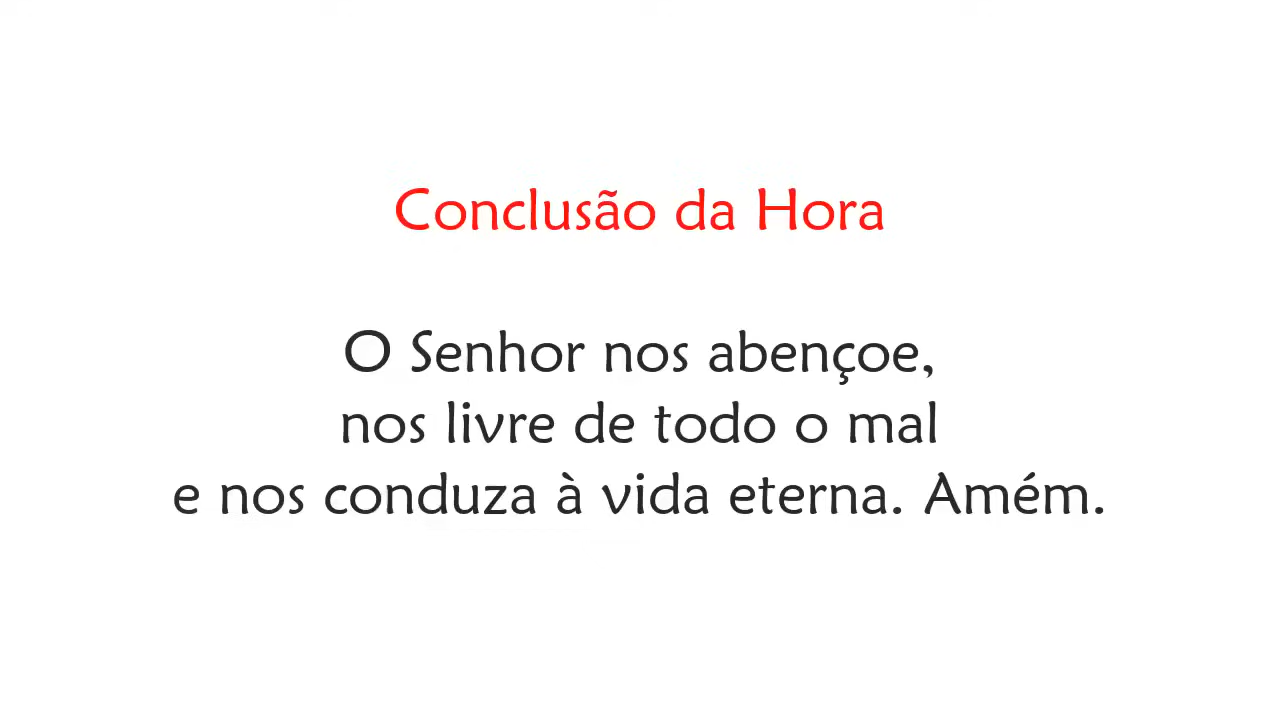 Conclusão da Hora
O Senhor nos abençoe,
nos livre de todo o mal
e nos conduza à vida eterna. Amém.